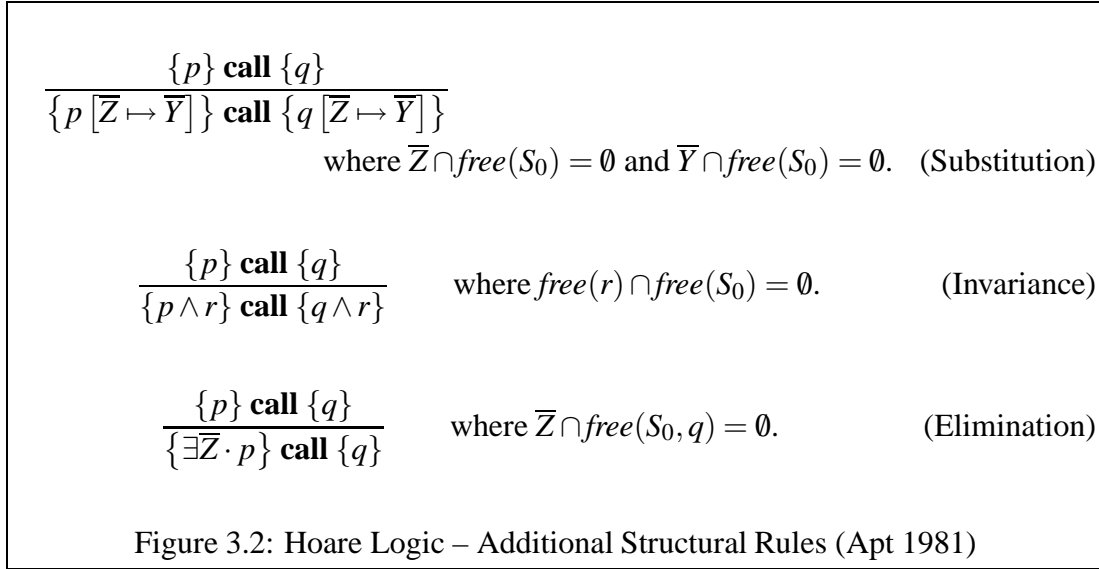 {p} call {q}
{p [Z̅ ↦ Y̅]} call {q [Z̅ ↦ Y̅]}
where Z̅ ∩ free(S₀) = ∅ and Y̅ ∩ free(S₀) = ∅. (Substitution)
{p} call {q}
{p ∧ r} call {q ∧ r}
where free(r) ∩ free(S₀) = ∅. (Invariance)
{p} call {q}
{∃Z̅ · p} call {q}
where Z̅ ∩ free(S₀, q) = ∅. (Elimination)
Figure 3.2: Hoare Logic – Additional Structural Rules (Apt 1981)